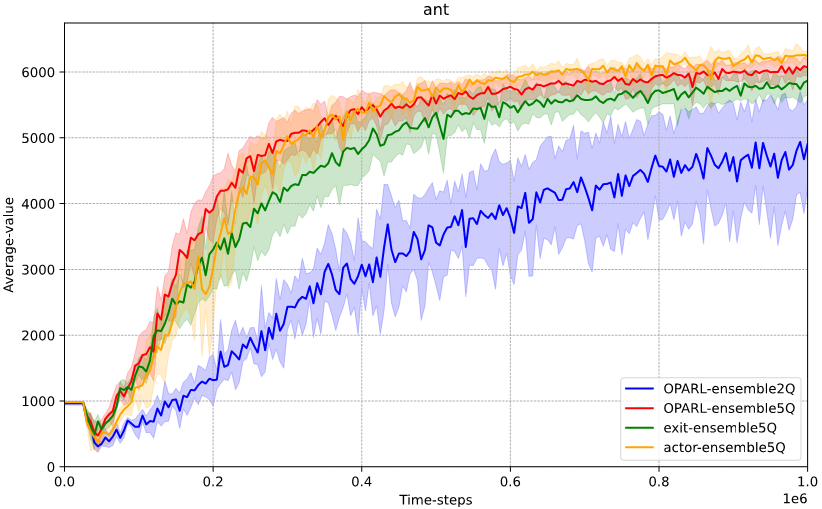 ant
Average-value
6000
5000
4000
3000
2000
1000
0
0.0 0.2 0.4 0.6 0.8 1.0
Time-steps
1e6
OPARL-ensemble2Q
OPARL-ensemble5Q
exit-ensemble5Q
actor-ensemble5Q